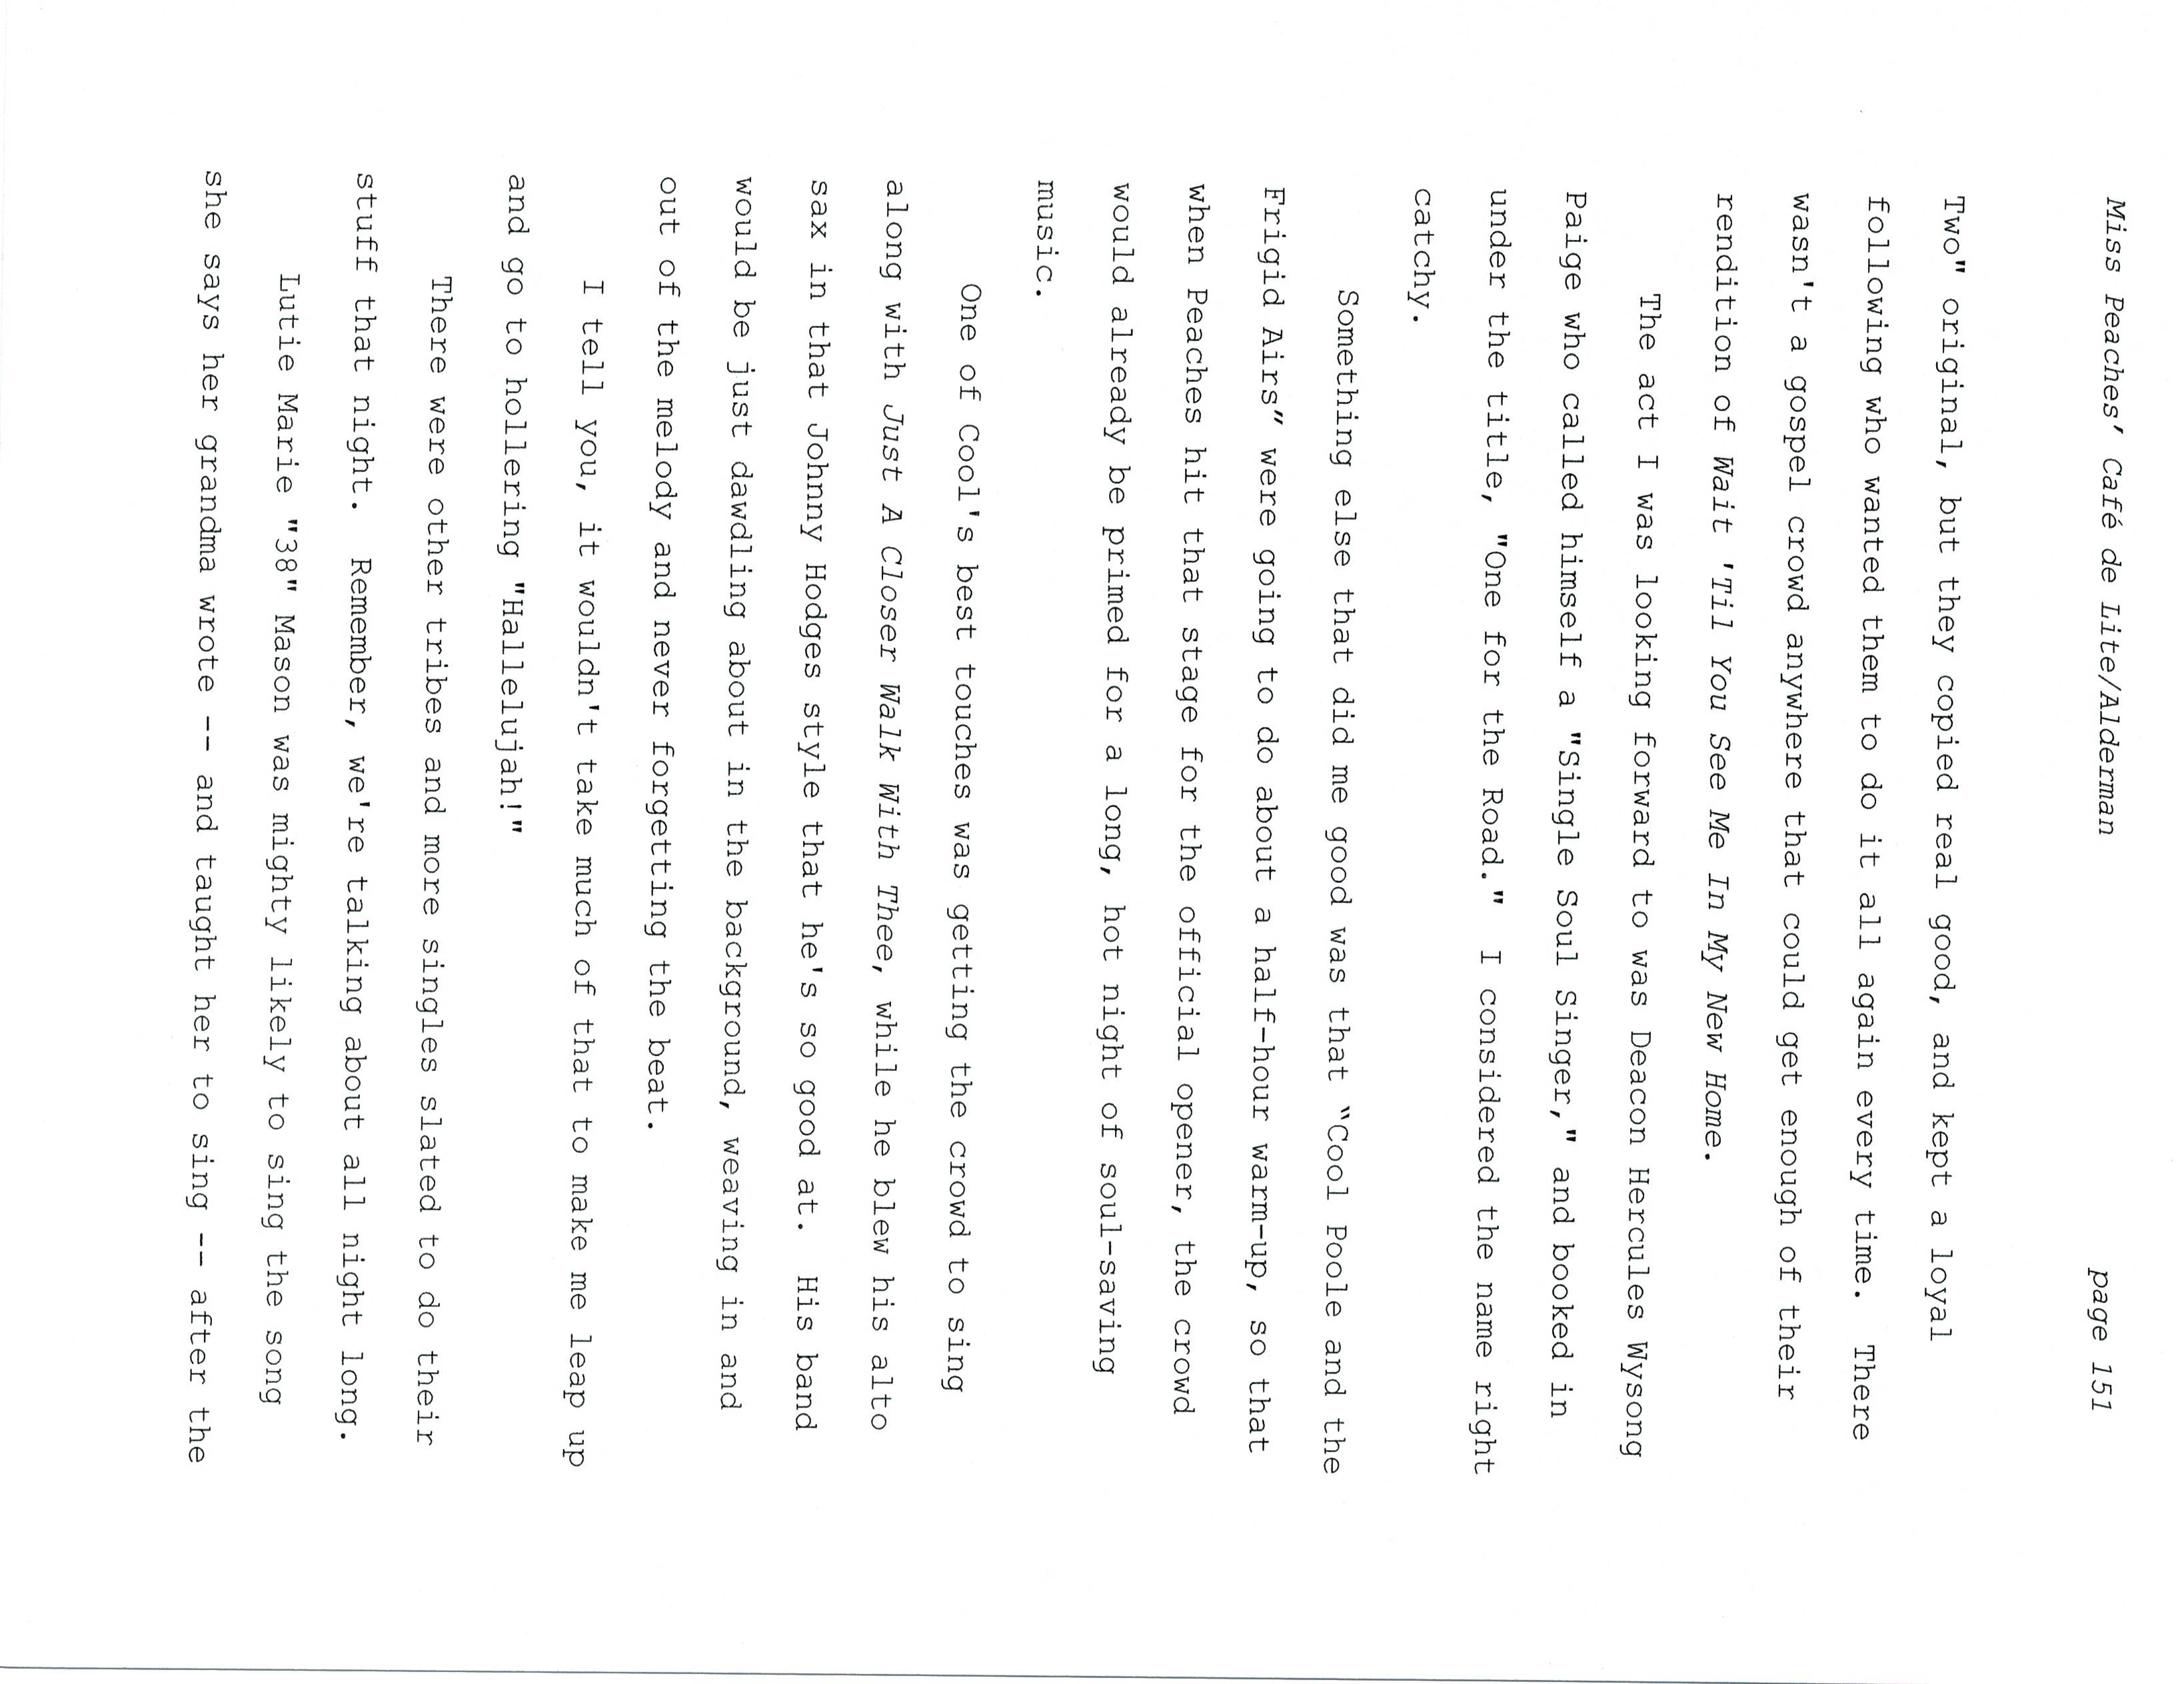 Miss Peaches' Café de Lite/Alderman page 151
Two" original, but they copied real good, and kept a loyal
following who wanted them to do it all again every time.  There
wasn't a gospel crowd anywhere that could get enough of their
rendition of Wait 'Til You See Me In My New Home.
The act I was looking forward to was Deacon Hercules Wysong
Paige who called himself a "Single Soul Singer," and booked in
under the title, "One for the Road."  I considered the name right
catchy.
Something else that did me good was that “Cool Poole and the
Frigid Airs” were going to do about a half-hour warm-up, so that
when Peaches hit that stage for the official opener, the crowd
would already be primed for a long, hot night of soul-saving
music.
One of Cool's best touches was getting the crowd to sing
along with Just A Closer Walk With Thee, while he blew his alto
sax in that Johnny Hodges style that he's so good at.  His band
would be just dawdling about in the background, weaving in and
out of the melody and never forgetting the beat.
I tell you, it wouldn't take much of that to make me leap up
and go to hollering "Hallelujah!"
There were other tribes and more singles slated to do their
stuff that night.  Remember, we're talking about all night long.
Lutie Marie "38" Mason was mighty likely to sing the song
she says her grandma wrote -- and taught her to sing -- after the